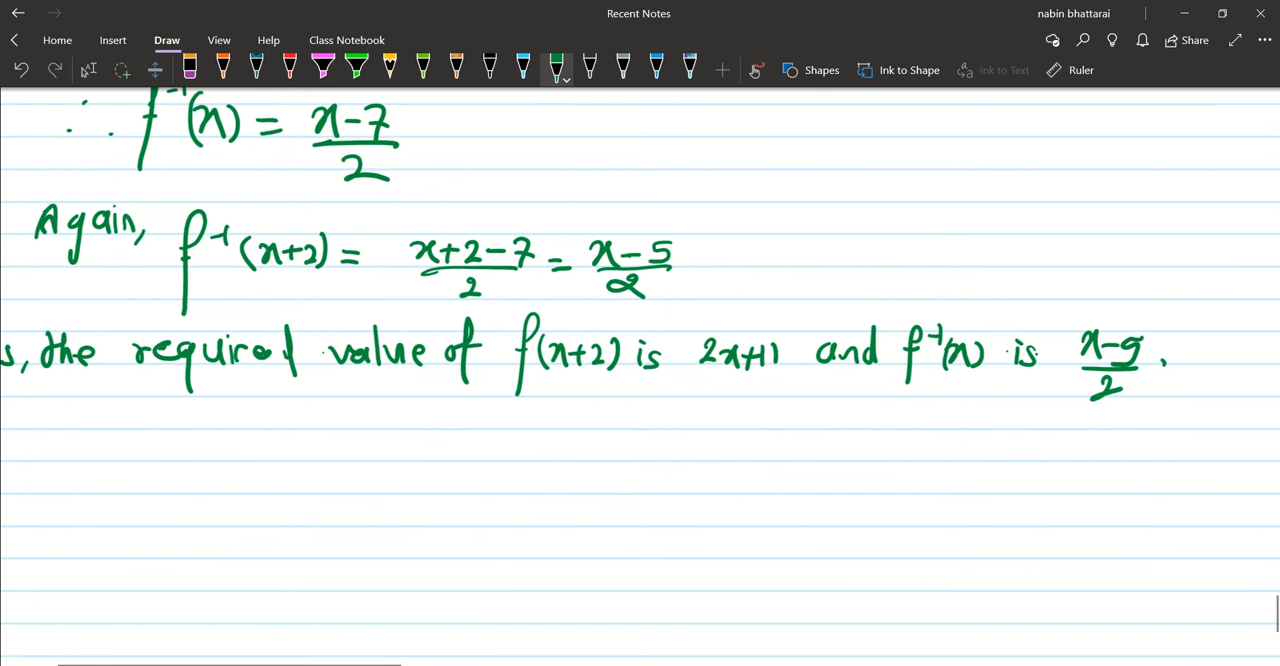 Recent Notes
nabin bhattarai
Home Insert Draw View Help Class Notebook
Share
Shapes Ink to Shape Ink to Text Ruler
∴ f⁻¹(x) = (x-7)/2
Again, f⁻¹(x+2) = (x+2-7)/2 = (x-5)/2
s, the required value of f(x+2) is 2x+11 and f⁻¹(x) is (x-9)/2.